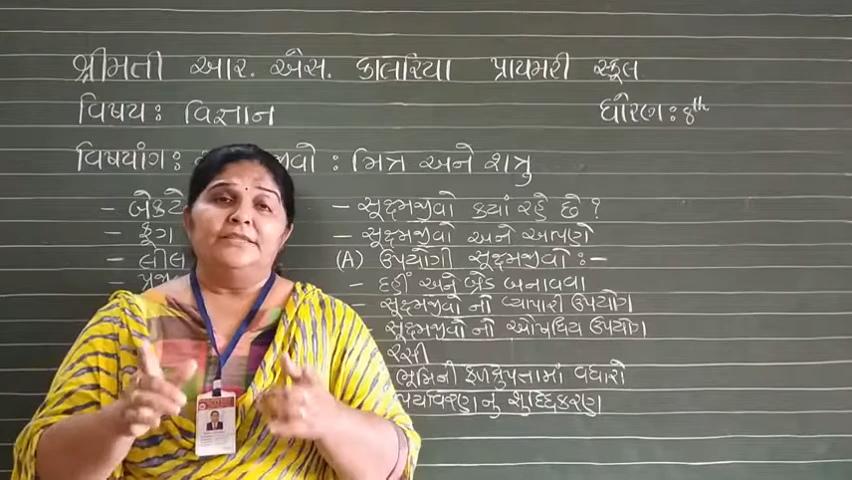 શ્રીમતી આર. એસ. કાલરિયા પ્રાયમરી સ્કૂલ
વિષય: વિજ્ઞાન ધોરણ: 8th
વિષયાંગ: : મિત્ર અને શત્રુ
- સૂક્ષ્મજીવો કયાં રહે છે ?
- ફૂગ - સૂક્ષ્મજીવો અને આપણે
(A) ઉપયોગી સૂક્ષ્મજીવો :-
- દહીં અને બ્રેડ બનાવવા
સૂક્ષ્મજીવો નો વ્યાપારી ઉપયોગ
સૂક્ષ્મજીવો નો ઔષધિય ઉપયોગ
રસી
ભૂમિની ફળદ્રુપતામાં વધારો
પર્યાવરણનું શુદ્ધિકરણ